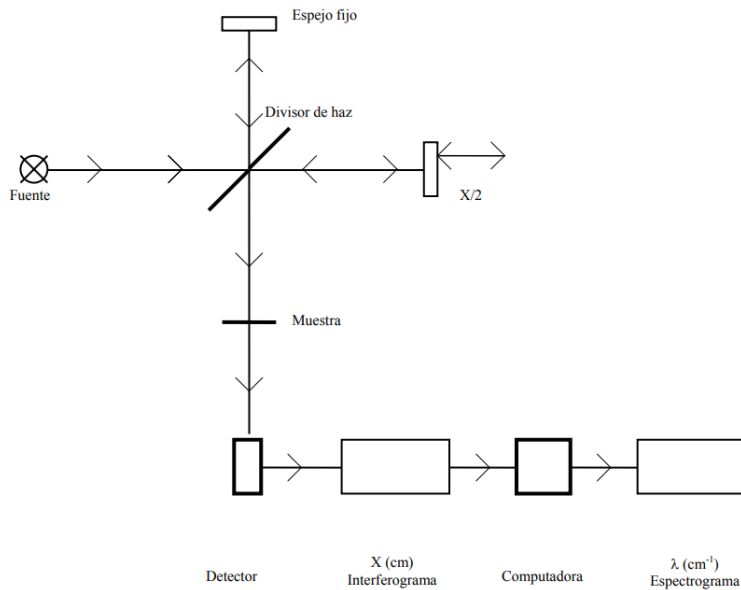 Espejo fijo
Divisor de haz
Fuente
X/2
Muestra
Detector
X (cm)
Interferograma
Computadora
λ (cm⁻¹)
Espectrograma